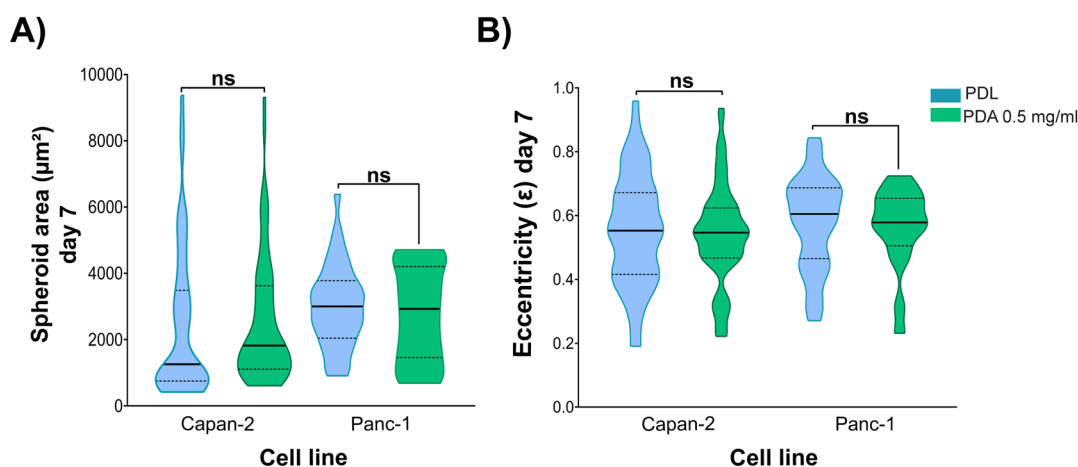 A)
Spheroid area (µm²)
day 7
10000
8000
6000
4000
2000
0
ns
ns
Capan-2
Panc-1
Cell line
B)
Eccentricity (ε) day 7
1.0
0.8
0.6
0.4
0.2
0.0
ns
ns
Capan-2
Panc-1
Cell line
PDL
PDA 0.5 mg/ml